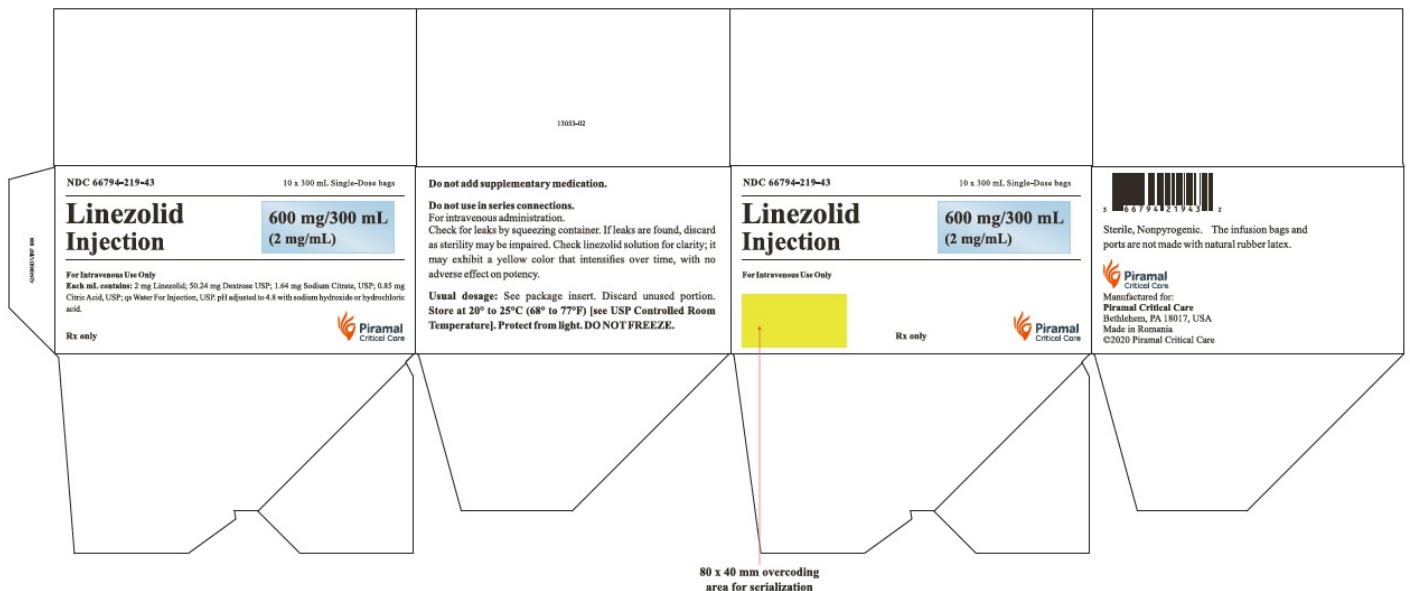 13053-02
NDC 66794-219-43
10 x 300 mL Single-Dose bags
Linezolid
Injection
600 mg/300 mL
(2 mg/mL)
For Intravenous Use Only
Each mL contains: 2 mg Linezolid; 50.24 mg Dextrose USP; 1.64 mg Sodium Citrate, USP; 0.85 mg
Citric Acid, USP; qs Water For Injection, USP. pH adjusted to 4.8 with sodium hydroxide or hydrochloric
acid.
Rx only
Piramal
Critical Care
Do not add supplementary medication.
Do not use in series connections.
For intravenous administration.
Check for leaks by squeezing container. If leaks are found, discard
as sterility may be impaired. Check linezolid solution for clarity; it
may exhibit a yellow color that intensifies over time, with no
adverse effect on potency.
Usual dosage: See package insert. Discard unused portion.
Store at 20° to 25°C (68° to 77°F) [see USP Controlled Room
Temperature]. Protect from light. DO NOT FREEZE.
NDC 66794-219-43
10 x 300 mL Single-Dose bags
Linezolid
Injection
600 mg/300 mL
(2 mg/mL)
For Intravenous Use Only
Rx only
Piramal
Critical Care
80 x 40 mm overcoding
area for serialization
3 66794 21943 2
Sterile, Nonpyrogenic. The infusion bags and
ports are not made with natural rubber latex.
Piramal
Critical Care
Manufactured for:
Piramal Critical Care
Bethlehem, PA 18017, USA
Made in Romania
©2020 Piramal Critical Care